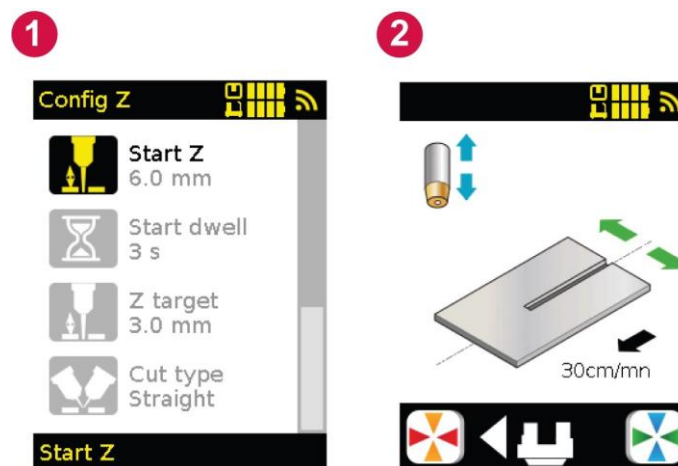 1
2
Config Z
Start Z
6.0 mm
Start dwell
3 s
Z target
3.0 mm
Cut type
Straight
Start Z
30cm/mn